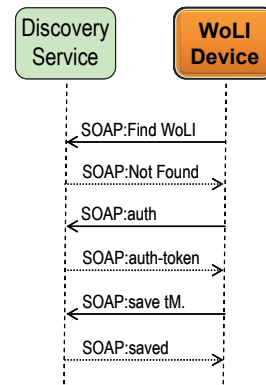 Discovery
Service
WoLI
Device
SOAP:Find WoLI
SOAP:Not Found
SOAP:auth
SOAP:auth-token
SOAP:save tM.
SOAP:saved